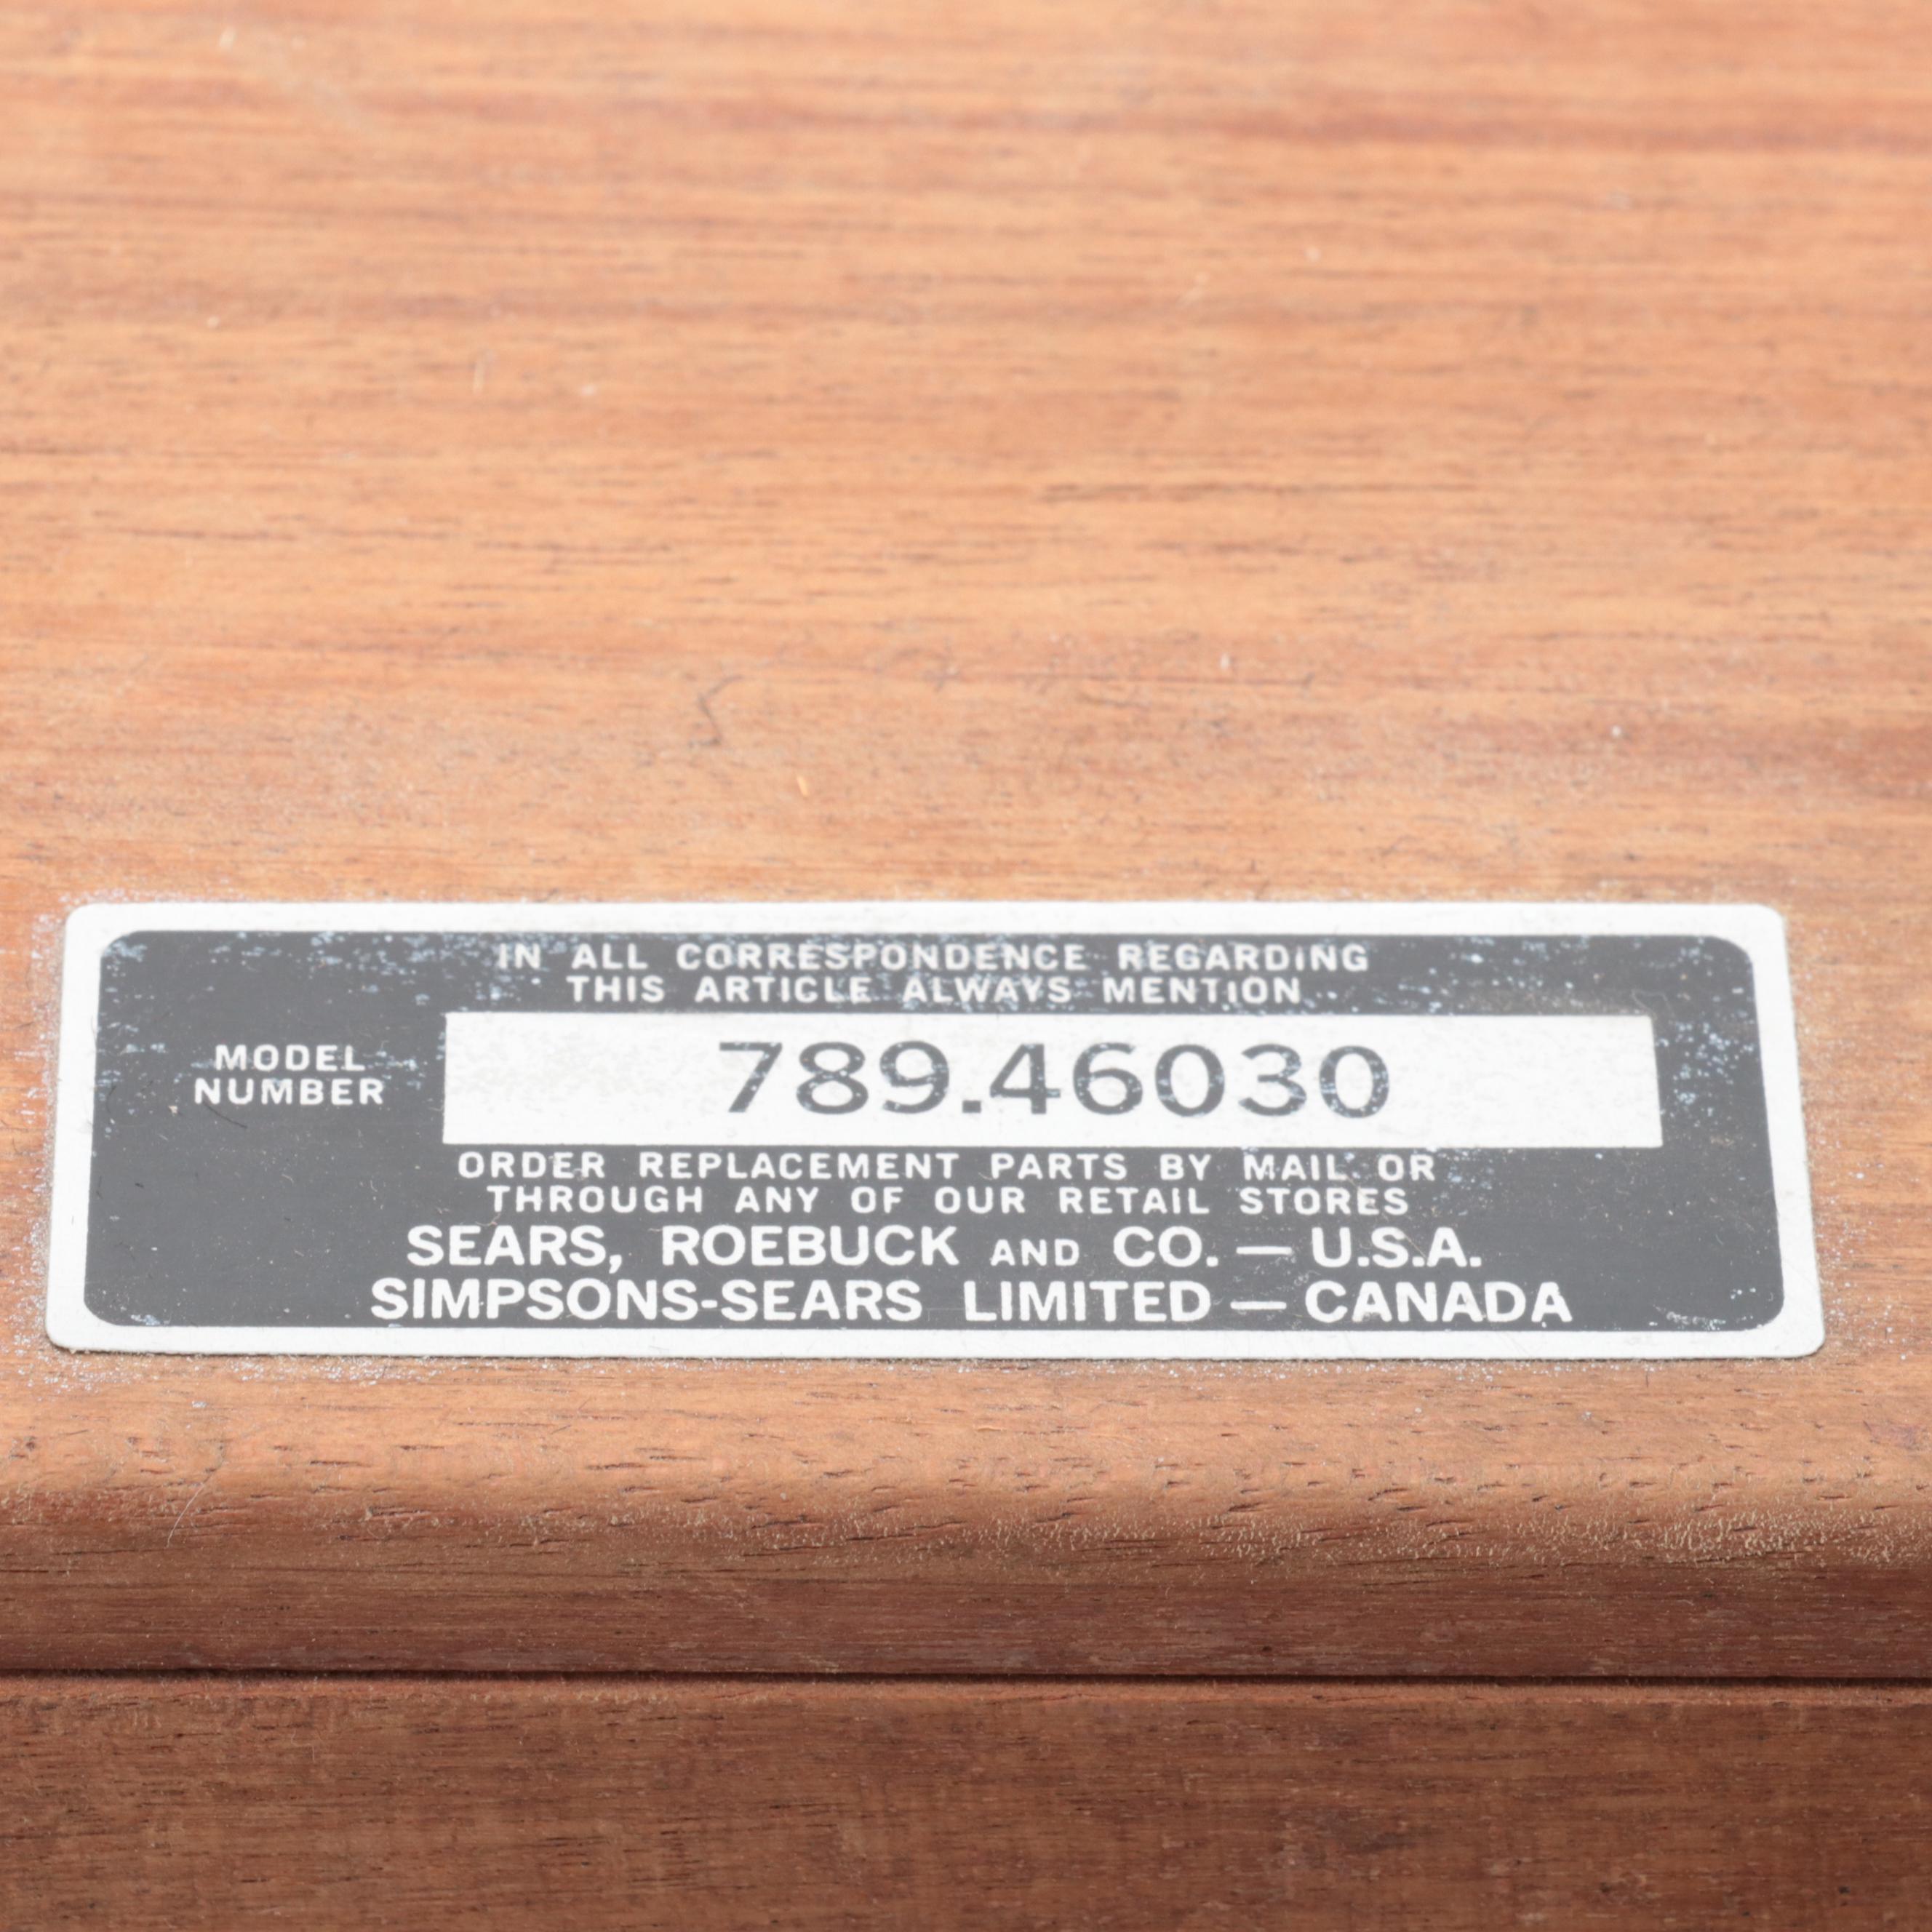 IN ALL CORRESPONDENCE REGARDING
THIS ARTICLE ALWAYS MENTION
MODEL
NUMBER
789.46030
ORDER REPLACEMENT PARTS BY MAIL OR
THROUGH ANY OF OUR RETAIL STORES
SEARS, ROEBUCK AND CO. — U.S.A.
SIMPSONS-SEARS LIMITED — CANADA